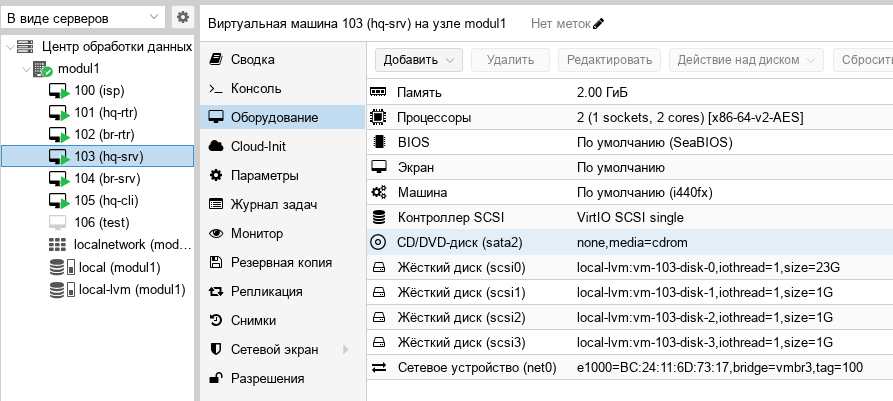 В виде серверов
Центр обработки данных
modul1
100 (isp)
101 (hq-rtr)
102 (br-rtr)
103 (hq-srv)
104 (br-srv)
105 (hq-cli)
106 (test)
localnetwork (mod…
local (modul1)
local-lvm (modul1)
Виртуальная машина 103 (hq-srv) на узле modul1 Нет меток
Сводка
Консоль
Оборудование
Cloud-Init
Параметры
Журнал задач
Монитор
Резервная копия
Репликация
Снимки
Сетевой экран
Разрешения
Добавить Удалить Редактировать Действие над диском Сбросить
Память 2.00 ГиБ
Процессоры 2 (1 sockets, 2 cores) [x86-64-v2-AES]
BIOS По умолчанию (SeaBIOS)
Экран По умолчанию
Машина По умолчанию (i440fx)
Контроллер SCSI VirtIO SCSI single
CD/DVD-диск (sata2) none,media=cdrom
Жёсткий диск (scsi0) local-lvm:vm-103-disk-0,iothread=1,size=23G
Жёсткий диск (scsi1) local-lvm:vm-103-disk-1,iothread=1,size=1G
Жёсткий диск (scsi2) local-lvm:vm-103-disk-2,iothread=1,size=1G
Жёсткий диск (scsi3) local-lvm:vm-103-disk-3,iothread=1,size=1G
Сетевое устройство (net0) e1000=BC:24:11:6D:73:17,bridge=vmbr3,tag=100